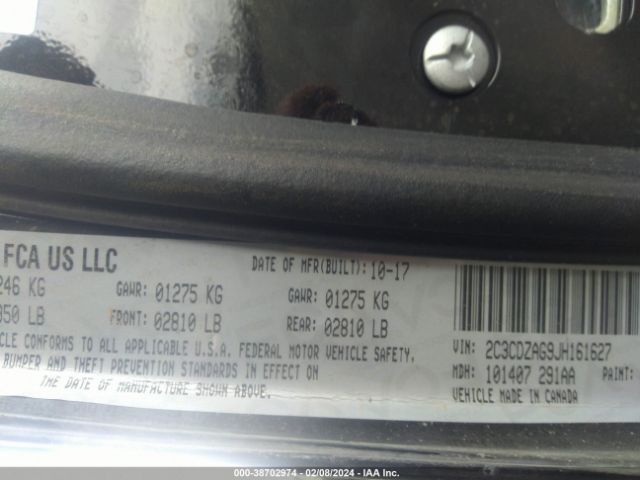 FCA US LLC
DATE OF MFR(BUILT): 10-17
246 KG GAWR: 01275 KG GAWR: 01275 KG
050 LB FRONT: 02810 LB REAR: 02810 LB
CLE CONFORMS TO ALL APPLICABLE U.S.A. FEDERAL MOTOR VEHICLE SAFETY,
BUMPER AND THEFT PREVENTION STANDARDS IN EFFECT ON
THE DATE OF MANUFACTURE SHOWN ABOVE.
VIN: 2C3CDZAG9JH161627
MDH: 101407 291AA PAINT:
VEHICLE MADE IN CANADA
000-38702974 - 02/08/2024 - IAA Inc.